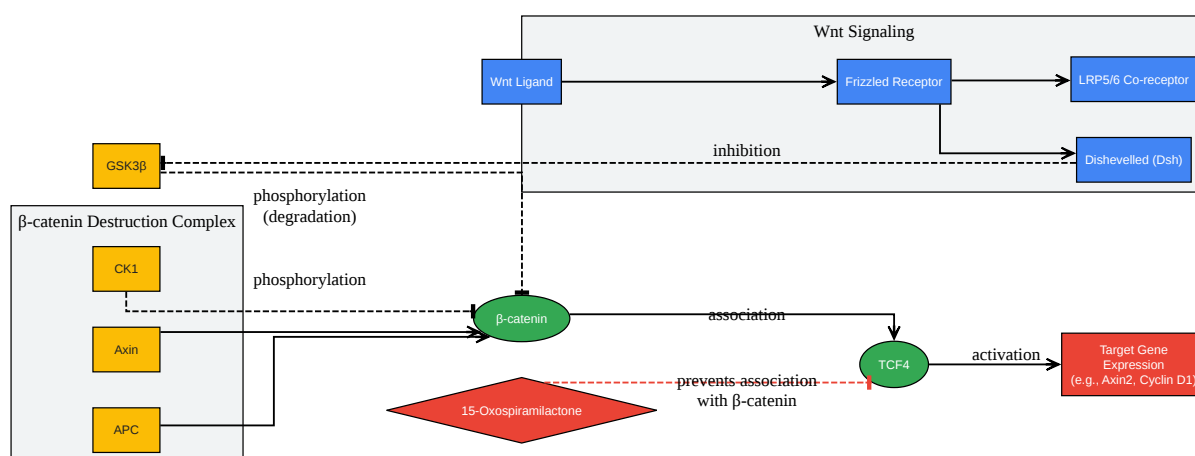 Wnt Signaling
Wnt Ligand
Frizzled Receptor
LRP5/6 Co-receptor
inhibition
Dishevelled (Dsh)
GSK3β
phosphorylation
(degradation)
β-catenin Destruction Complex
CK1
phosphorylation
β-catenin
association
Axin
TCF4
activation
Target Gene
Expression
(e.g., Axin2, Cyclin D1)
15-Oxospiramilactone
prevents association
with β-catenin
APC